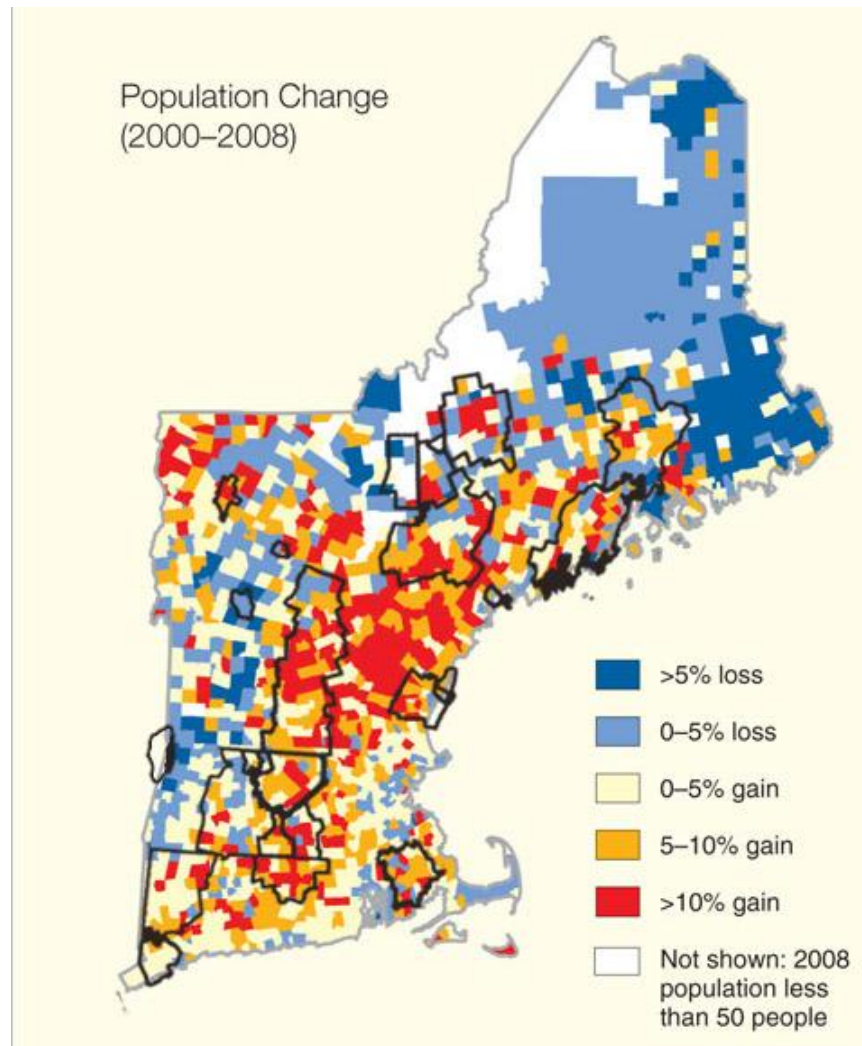 Population Change
(2000–2008)
>5% loss
0–5% loss
0–5% gain
5–10% gain
>10% gain
Not shown: 2008
population less
than 50 people